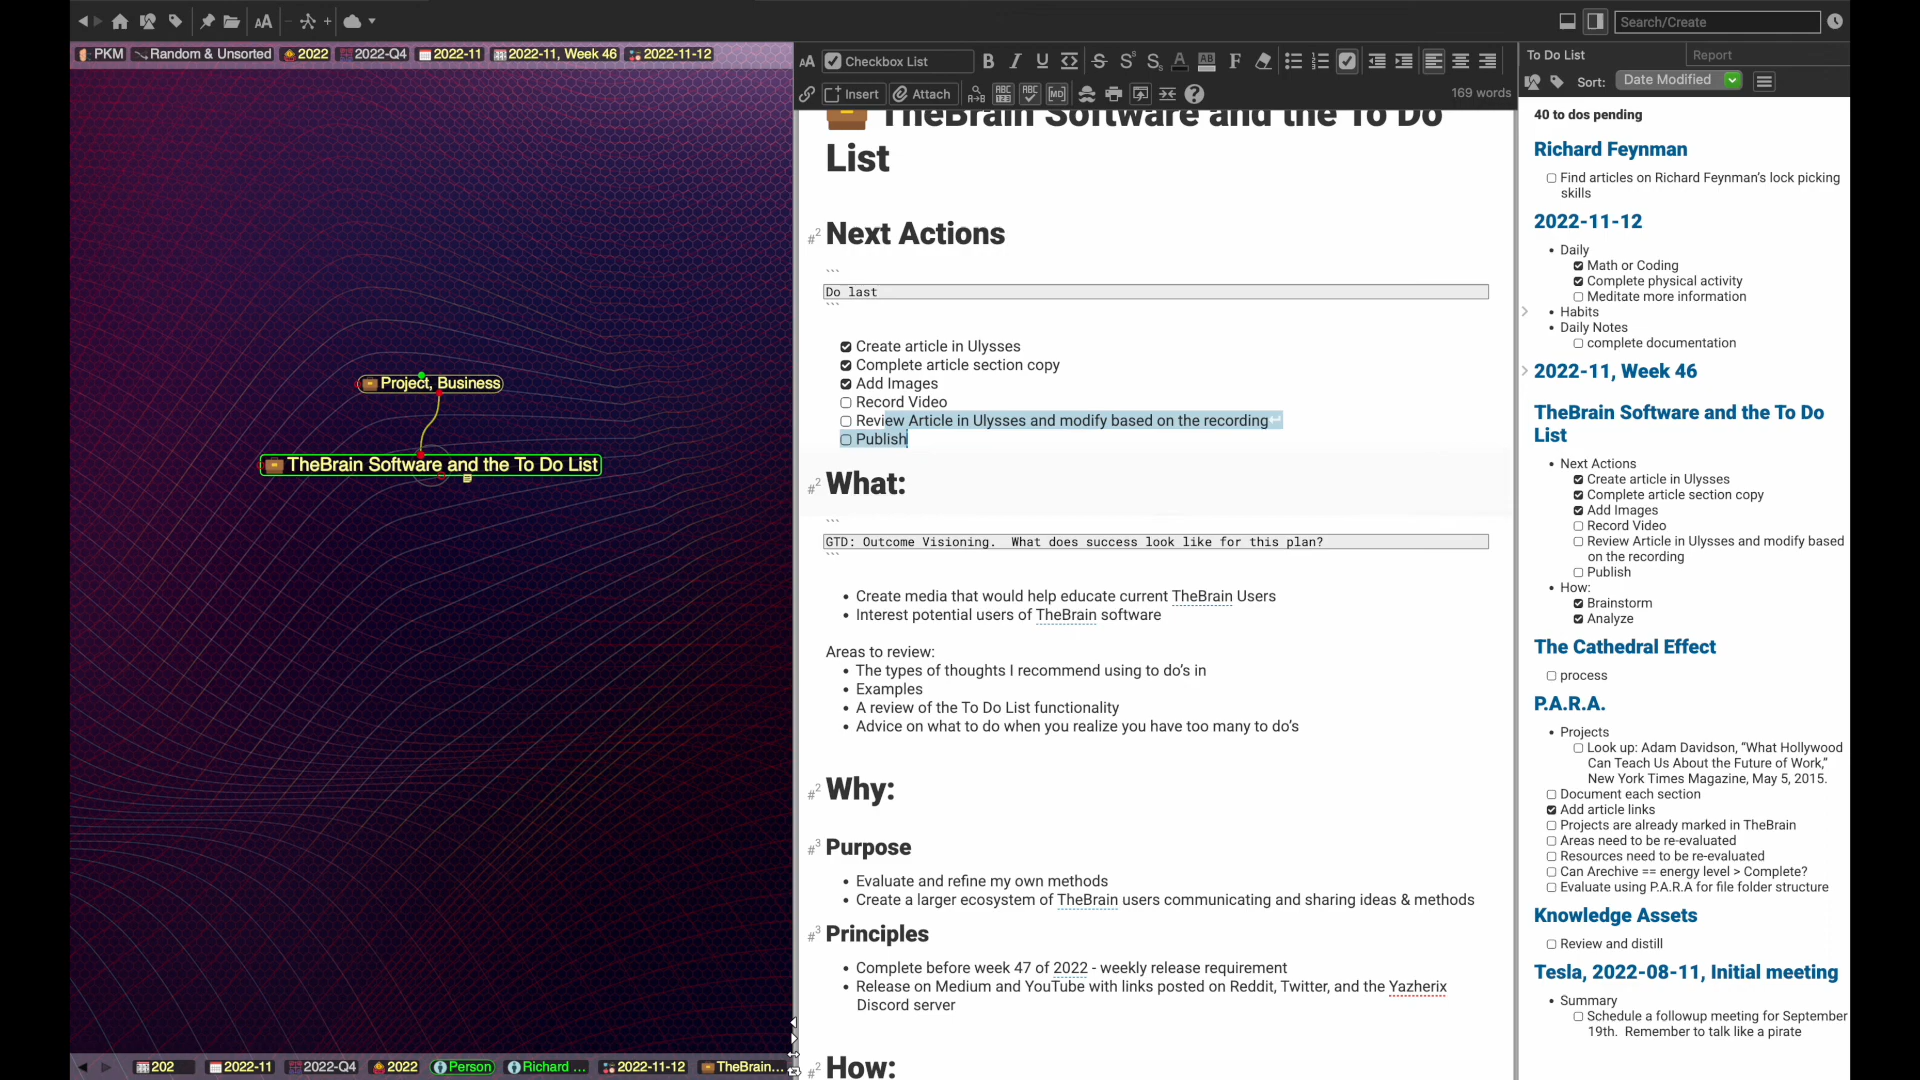 Search/Create
PKM
Random & Unsorted
2022
2022-Q4
2022-11
2022-11, Week 46
2022-11-12
Project, Business
TheBrain Software and the To Do List
202
2022-11
2022-Q4
2022
Person
Richard ...
2022-11-12
TheBrain...
AA
Checkbox List
Insert
Attach
169 words
TheBrain Software and the To Do
List
#2 Next Actions
```
Do last
```
Create article in Ulysses
Complete article section copy
Add Images
Record Video
Review Article in Ulysses and modify based on the recording
Publish
#2 What:
```
GTD: Outcome Visioning. What does success look like for this plan?
```
• Create media that would help educate current TheBrain Users
• Interest potential users of TheBrain software
Areas to review:
• The types of thoughts I recommend using to do's in
• Examples
• A review of the To Do List functionality
• Advice on what to do when you realize you have too many to do's
#2 Why:
#3 Purpose
• Evaluate and refine my own methods
• Create a larger ecosystem of TheBrain users communicating and sharing ideas & methods
#3 Principles
• Complete before week 47 of 2022 - weekly release requirement
• Release on Medium and YouTube with links posted on Reddit, Twitter, and the Yazherix
Discord server
#2 How:
To Do List
Report
Sort: Date Modified
40 to dos pending
Richard Feynman
Find articles on Richard Feynman's lock picking
skills
2022-11-12
• Daily
Math or Coding
Complete physical activity
Meditate more information
• Habits
• Daily Notes
complete documentation
2022-11, Week 46
TheBrain Software and the To Do
List
• Next Actions
Create article in Ulysses
Complete article section copy
Add Images
Record Video
Review Article in Ulysses and modify based
on the recording
Publish
• How:
Brainstorm
Analyze
The Cathedral Effect
process
P.A.R.A.
• Projects
Look up: Adam Davidson, "What Hollywood
Can Teach Us About the Future of Work,"
New York Times Magazine, May 5, 2015.
Document each section
Add article links
Projects are already marked in TheBrain
Areas need to be re-evaluated
Resources need to be re-evaluated
Can Arechive == energy level > Complete?
Evaluate using P.A.R.A for file folder structure
Knowledge Assets
Review and distill
Tesla, 2022-08-11, Initial meeting
• Summary
Schedule a followup meeting for September
19th. Remember to talk like a pirate